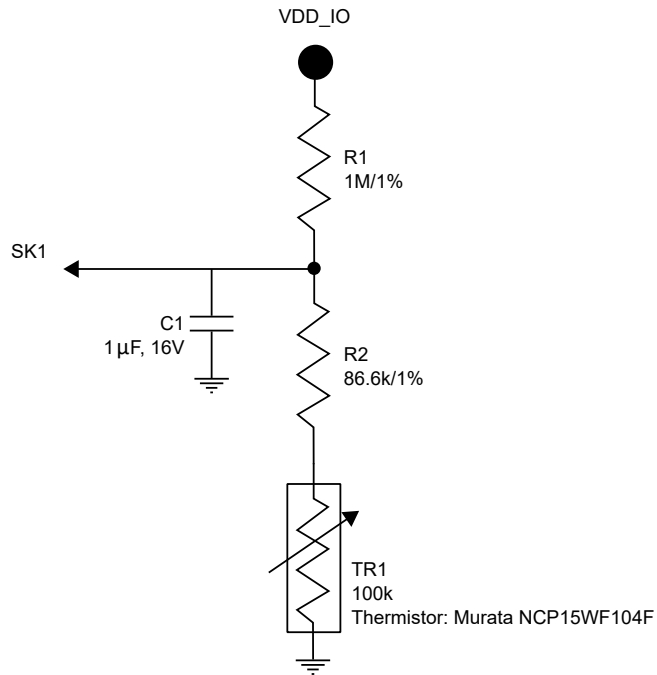 VDD_IO
R1
1M/1%
SK1
C1
1µF, 16V
R2
86.6k/1%
TR1
100k
Thermistor: Murata NCP15WF104F